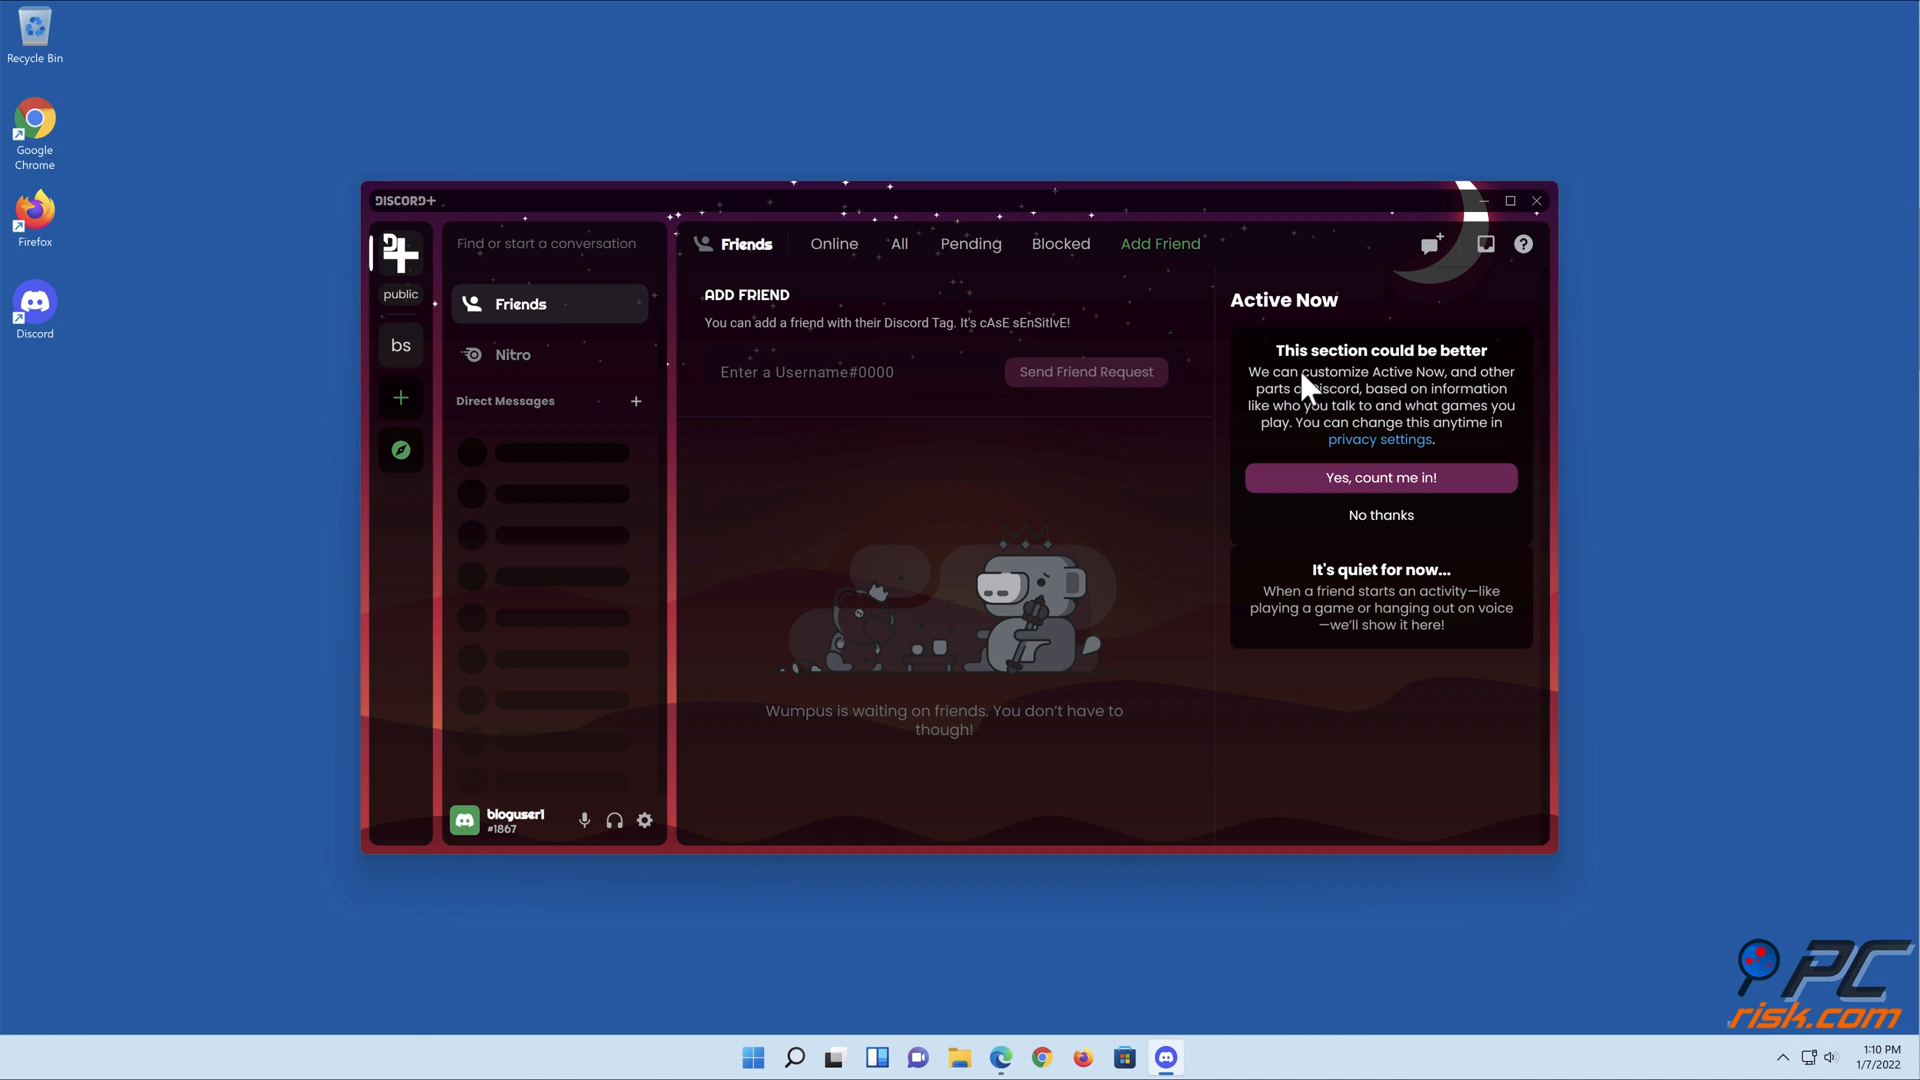 Recycle Bin
Google
Chrome
Firefox
Discord
DISCORD+
public
bs
Find or start a conversation
Friends
Nitro
Direct Messages
bloguser1
#1867
Friends
Online
All
Pending
Blocked
Add Friend
ADD FRIEND
You can add a friend with their Discord Tag. It's cAsE sEnSitIvE!
Enter a Username#0000
Send Friend Request
Wumpus is waiting on friends. You don't have to
though!
Active Now
This section could be better
We can customize Active Now, and other
parts of Discord, based on information
like who you talk to and what games you
play. You can change this anytime in
privacy settings.
Yes, count me in!
No thanks
It's quiet for now...
When a friend starts an activity—like
playing a game or hanging out on voice
—we'll show it here!
PC
risk.com
1:10 PM
1/7/2022